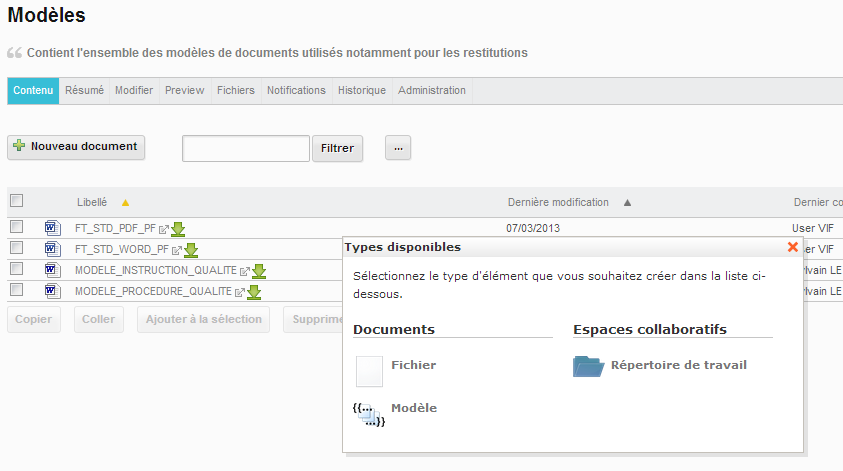 Modèles
Contient l'ensemble des modèles de documents utilisés notamment pour les restitutions
Contenu Résumé Modifier Preview Fichiers Notifications Historique Administration
Nouveau document Filtrer ...
Libellé Dernière modification Dernier co
FT_STD_PDF_PF 07/03/2013 User VIF
FT_STD_WORD_PF er VIF
MODELE_INSTRUCTION_QUALITE lvain LE
MODELE_PROCEDURE_QUALITE lvain LE
Copier Coller Ajouter à la sélection Supprime
Types disponibles
Sélectionnez le type d'élément que vous souhaitez créer dans la liste ci-
dessous.
Documents Espaces collaboratifs
Fichier Répertoire de travail
{{... ...}} Modèle